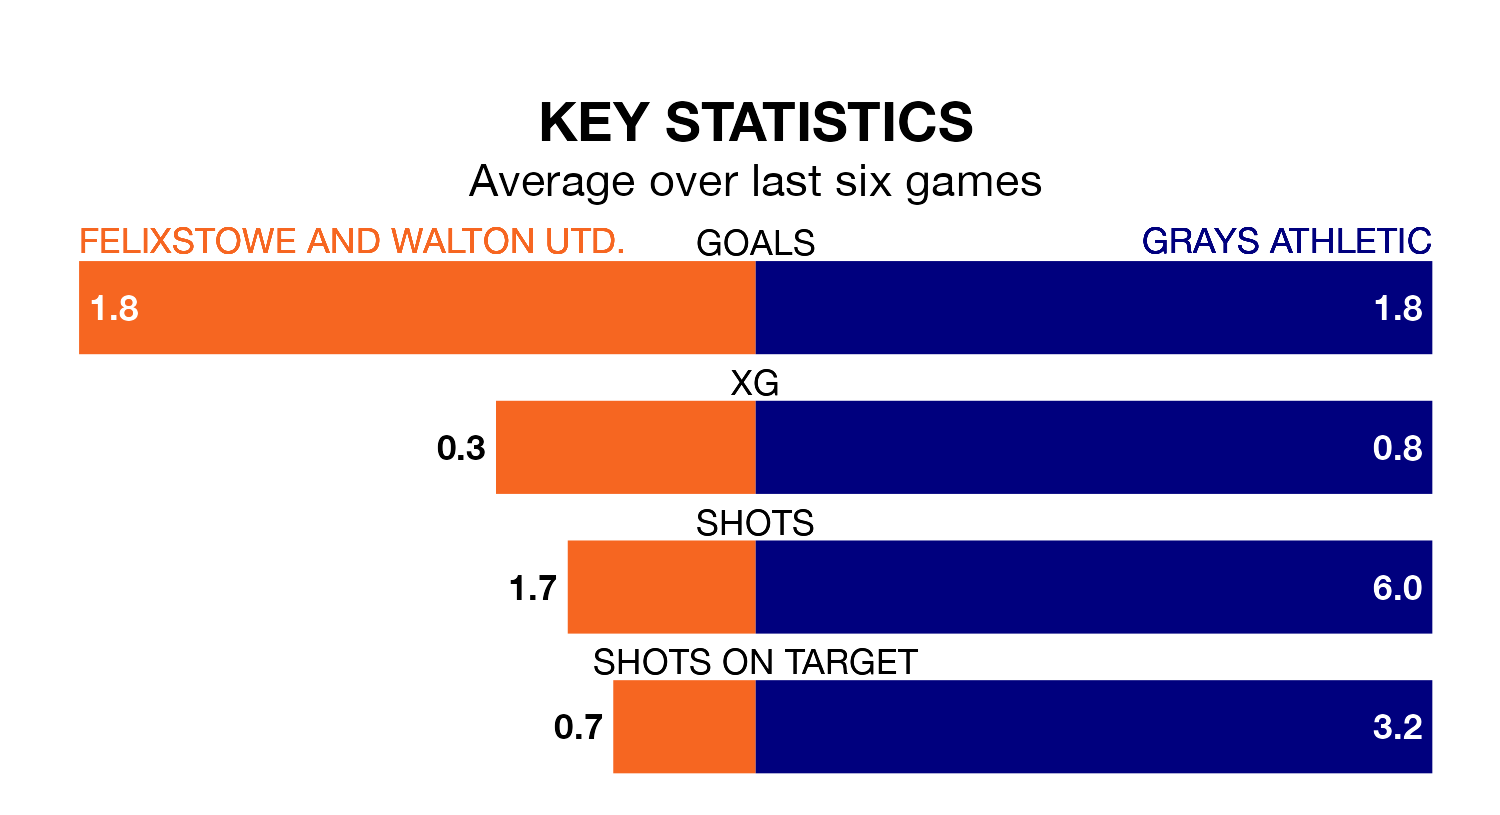 KEY STATISTICS
Average over last six games
FELIXSTOWE AND WALTON UTD. GOALS GRAYS ATHLETIC
1.8 1.8
XG
0.3 0.8
SHOTS
1.7 6.0
SHOTS ON TARGET
0.7 3.2